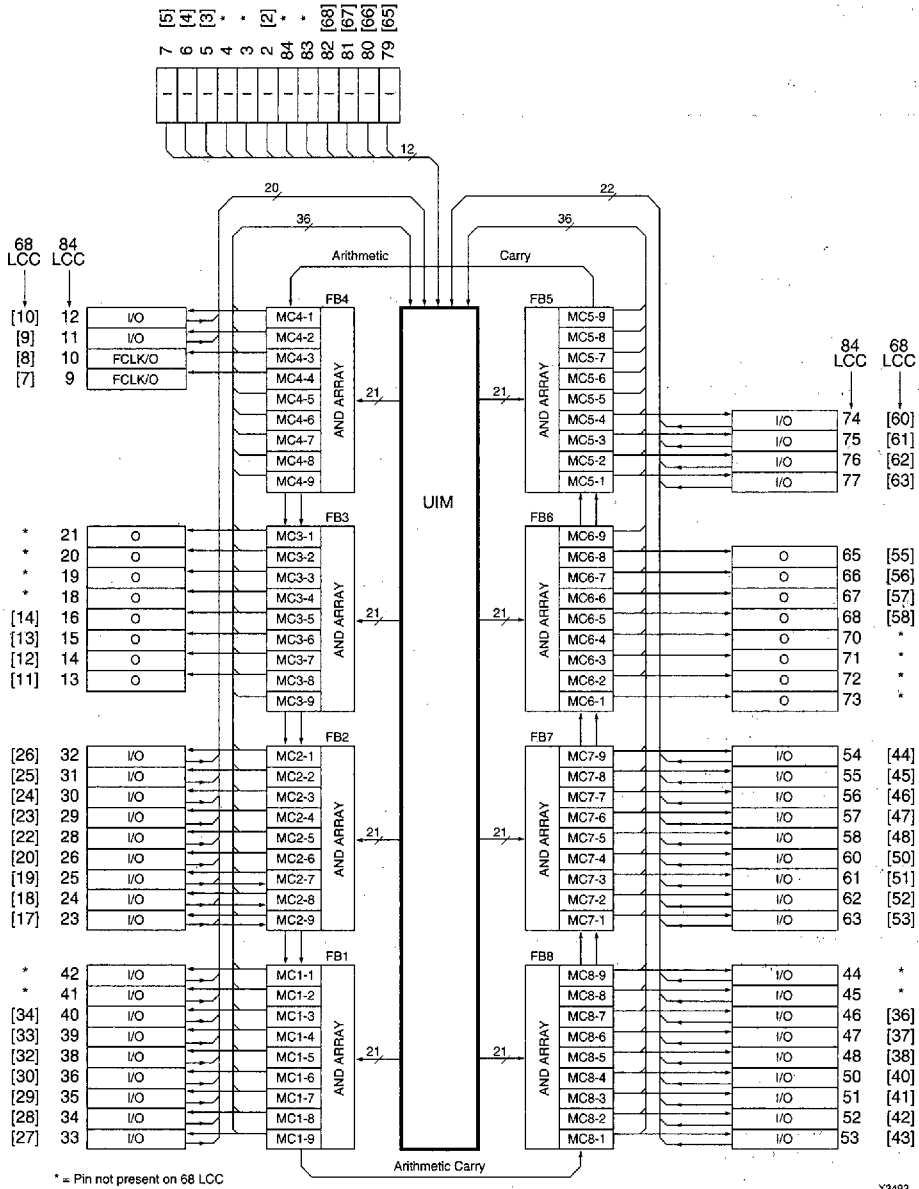 [5] [4] [3] * * [2] * * [68] [67] [66] [65]
7 6 5 4 3 2 84 83 82 81 80 79
I I I I I I I I I I I I
12
20 22
36 36
Arithmetic Carry
68 LCC 84 LCC
FB4 FB5
[10] 12 I/O MC4-1 MC5-9
[9] 11 I/O MC4-2 MC5-8
[8] 10 FCLK/O MC4-3 MC5-7
[7] 9 FCLK/O MC4-4 MC5-6
84 LCC 68 LCC
MC4-5 AND ARRAY 21 21 AND ARRAY MC5-5
MC4-6 MC5-4 I/O 74 [60]
MC4-7 MC5-3 I/O 75 [61]
MC4-8 MC5-2 I/O 76 [62]
MC4-9 MC5-1 I/O 77 [63]
UIM
FB3 FB6
* 21 O MC3-1 MC6-9
* 20 O MC3-2 MC6-8 O 65 [55]
* 19 O MC3-3 MC6-7 O 66 [56]
* 18 O MC3-4 MC6-6 O 67 [57]
[14] 16 O MC3-5 AND ARRAY 21 21 AND ARRAY MC6-5 O 68 [58]
[13] 15 O MC3-6 MC6-4 O 70 *
[12] 14 O MC3-7 MC6-3 O 71 *
[11] 13 O MC3-8 MC6-2 O 72 *
MC3-9 MC6-1 O 73 *
FB2 FB7
[26] 32 I/O MC2-1 MC7-9 I/O 54 [44]
[25] 31 I/O MC2-2 MC7-8 I/O 55 [45]
[24] 30 I/O MC2-3 MC7-7 I/O 56 [46]
[23] 29 I/O MC2-4 MC7-6 I/O 57 [47]
[22] 28 I/O MC2-5 AND ARRAY 21 21 AND ARRAY MC7-5 I/O 58 [48]
[20] 26 I/O MC2-6 MC7-4 I/O 60 [50]
[19] 25 I/O MC2-7 MC7-3 I/O 61 [51]
[18] 24 I/O MC2-8 MC7-2 I/O 62 [52]
[17] 23 I/O MC2-9 MC7-1 I/O 63 [53]
FB1 FB8
* 42 I/O MC1-1 MC8-9 I/O 44 *
* 41 I/O MC1-2 MC8-8 I/O 45 *
[34] 40 I/O MC1-3 MC8-7 I/O 46 [36]
[33] 39 I/O MC1-4 MC8-6 I/O 47 [37]
[32] 38 I/O MC1-5 AND ARRAY 21 21 AND ARRAY MC8-5 I/O 48 [38]
[30] 36 I/O MC1-6 MC8-4 I/O 50 [40]
[29] 35 I/O MC1-7 MC8-3 I/O 51 [41]
[28] 34 I/O MC1-8 MC8-2 I/O 52 [42]
[27] 33 I/O MC1-9 MC8-1 I/O 53 [43]
Arithmetic Carry
* = Pin not present on 68 LCC
X3493